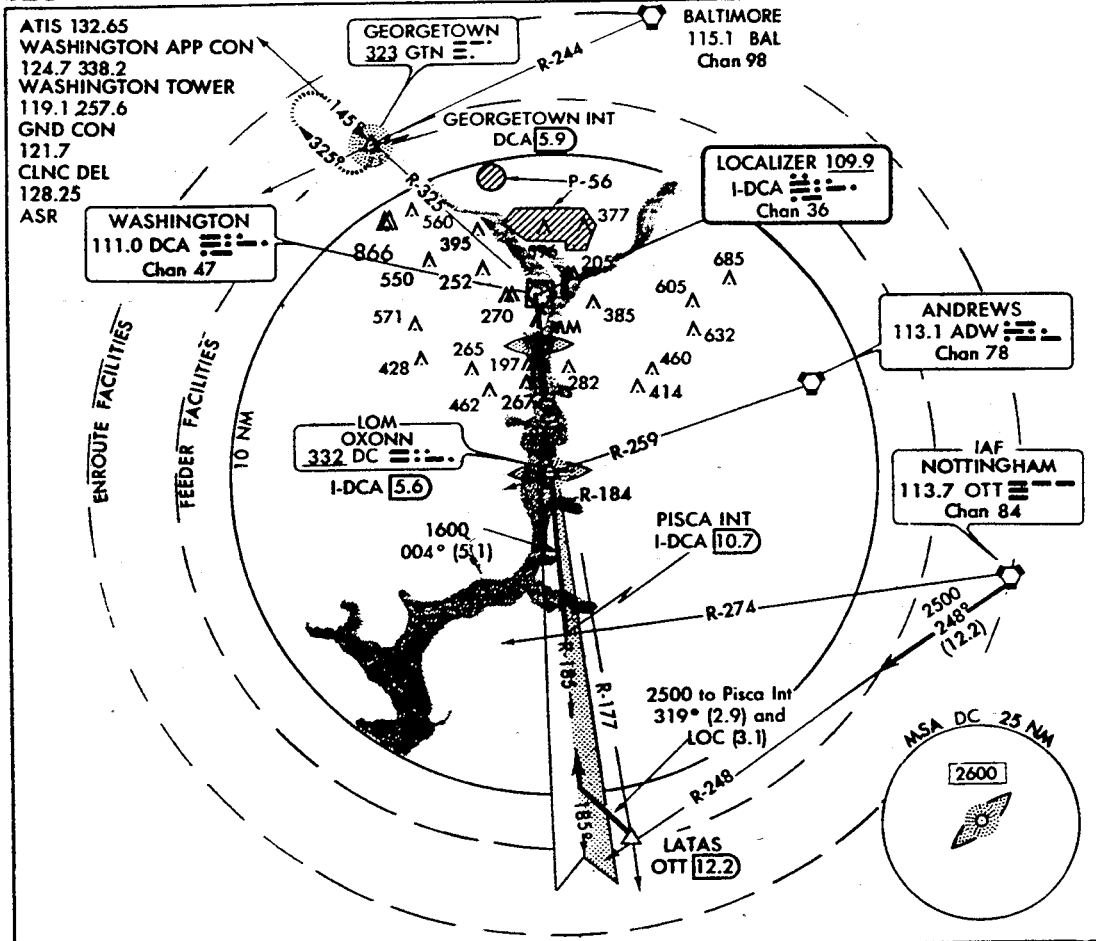 ATIS 132.65
WASHINGTON APP CON
124.7 338.2
WASHINGTON TOWER
119.1 257.6
GND CON
121.7
CLNC DEL
128.25
ASR
GEORGETOWN
323 GTN
BALTIMORE
115.1 BAL
Chan 98
R-244
145°
325°
GEORGETOWN INT
DCA 5.9
R-325
P-56
LOCALIZER 109.9
I-DCA
Chan 36
WASHINGTON
111.0 DCA
Chan 47
866
560
395
377
550
252
205
685
605
270
385
571
632
MM
265
197
428
282
460
414
462
267
ANDREWS
113.1 ADW
Chan 78
ENROUTE FACILITIES
FEEDER FACILITIES
10 NM
LOM
OXONN
332 DC
I-DCA 5.6
R-259
R-184
IAF
NOTTINGHAM
113.7 OTT
Chan 84
1600
004° (5.1)
PISCA INT
I-DCA 10.7
R-274
2500
248°
(12.2)
R-185
R-177
2500 to Pisca Int
319° (2.9) and
LOC (3.1)
R-248
185°
LATAS
OTT 12.2
MSA DC 25 NM
2600